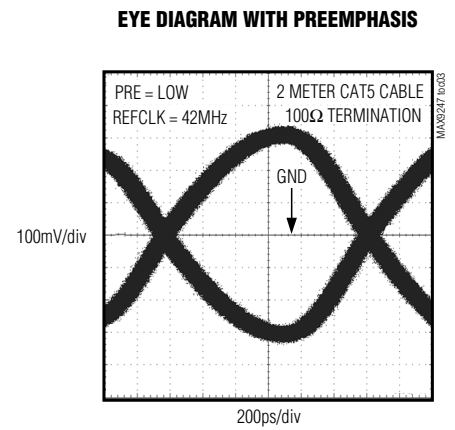 EYE DIAGRAM WITH PREEMPHASIS
PRE = LOW
REFCLK = 42MHz
2 METER CAT5 CABLE
100Ω TERMINATION
MAX9247 toc03
GND
100mV/div
200ps/div